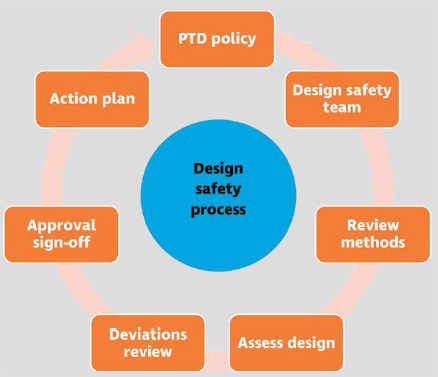 PTD policy
Design safety
team
Review
methods
Assess design
Deviations
review
Approval
sign-off
Action plan
Design
safety
process